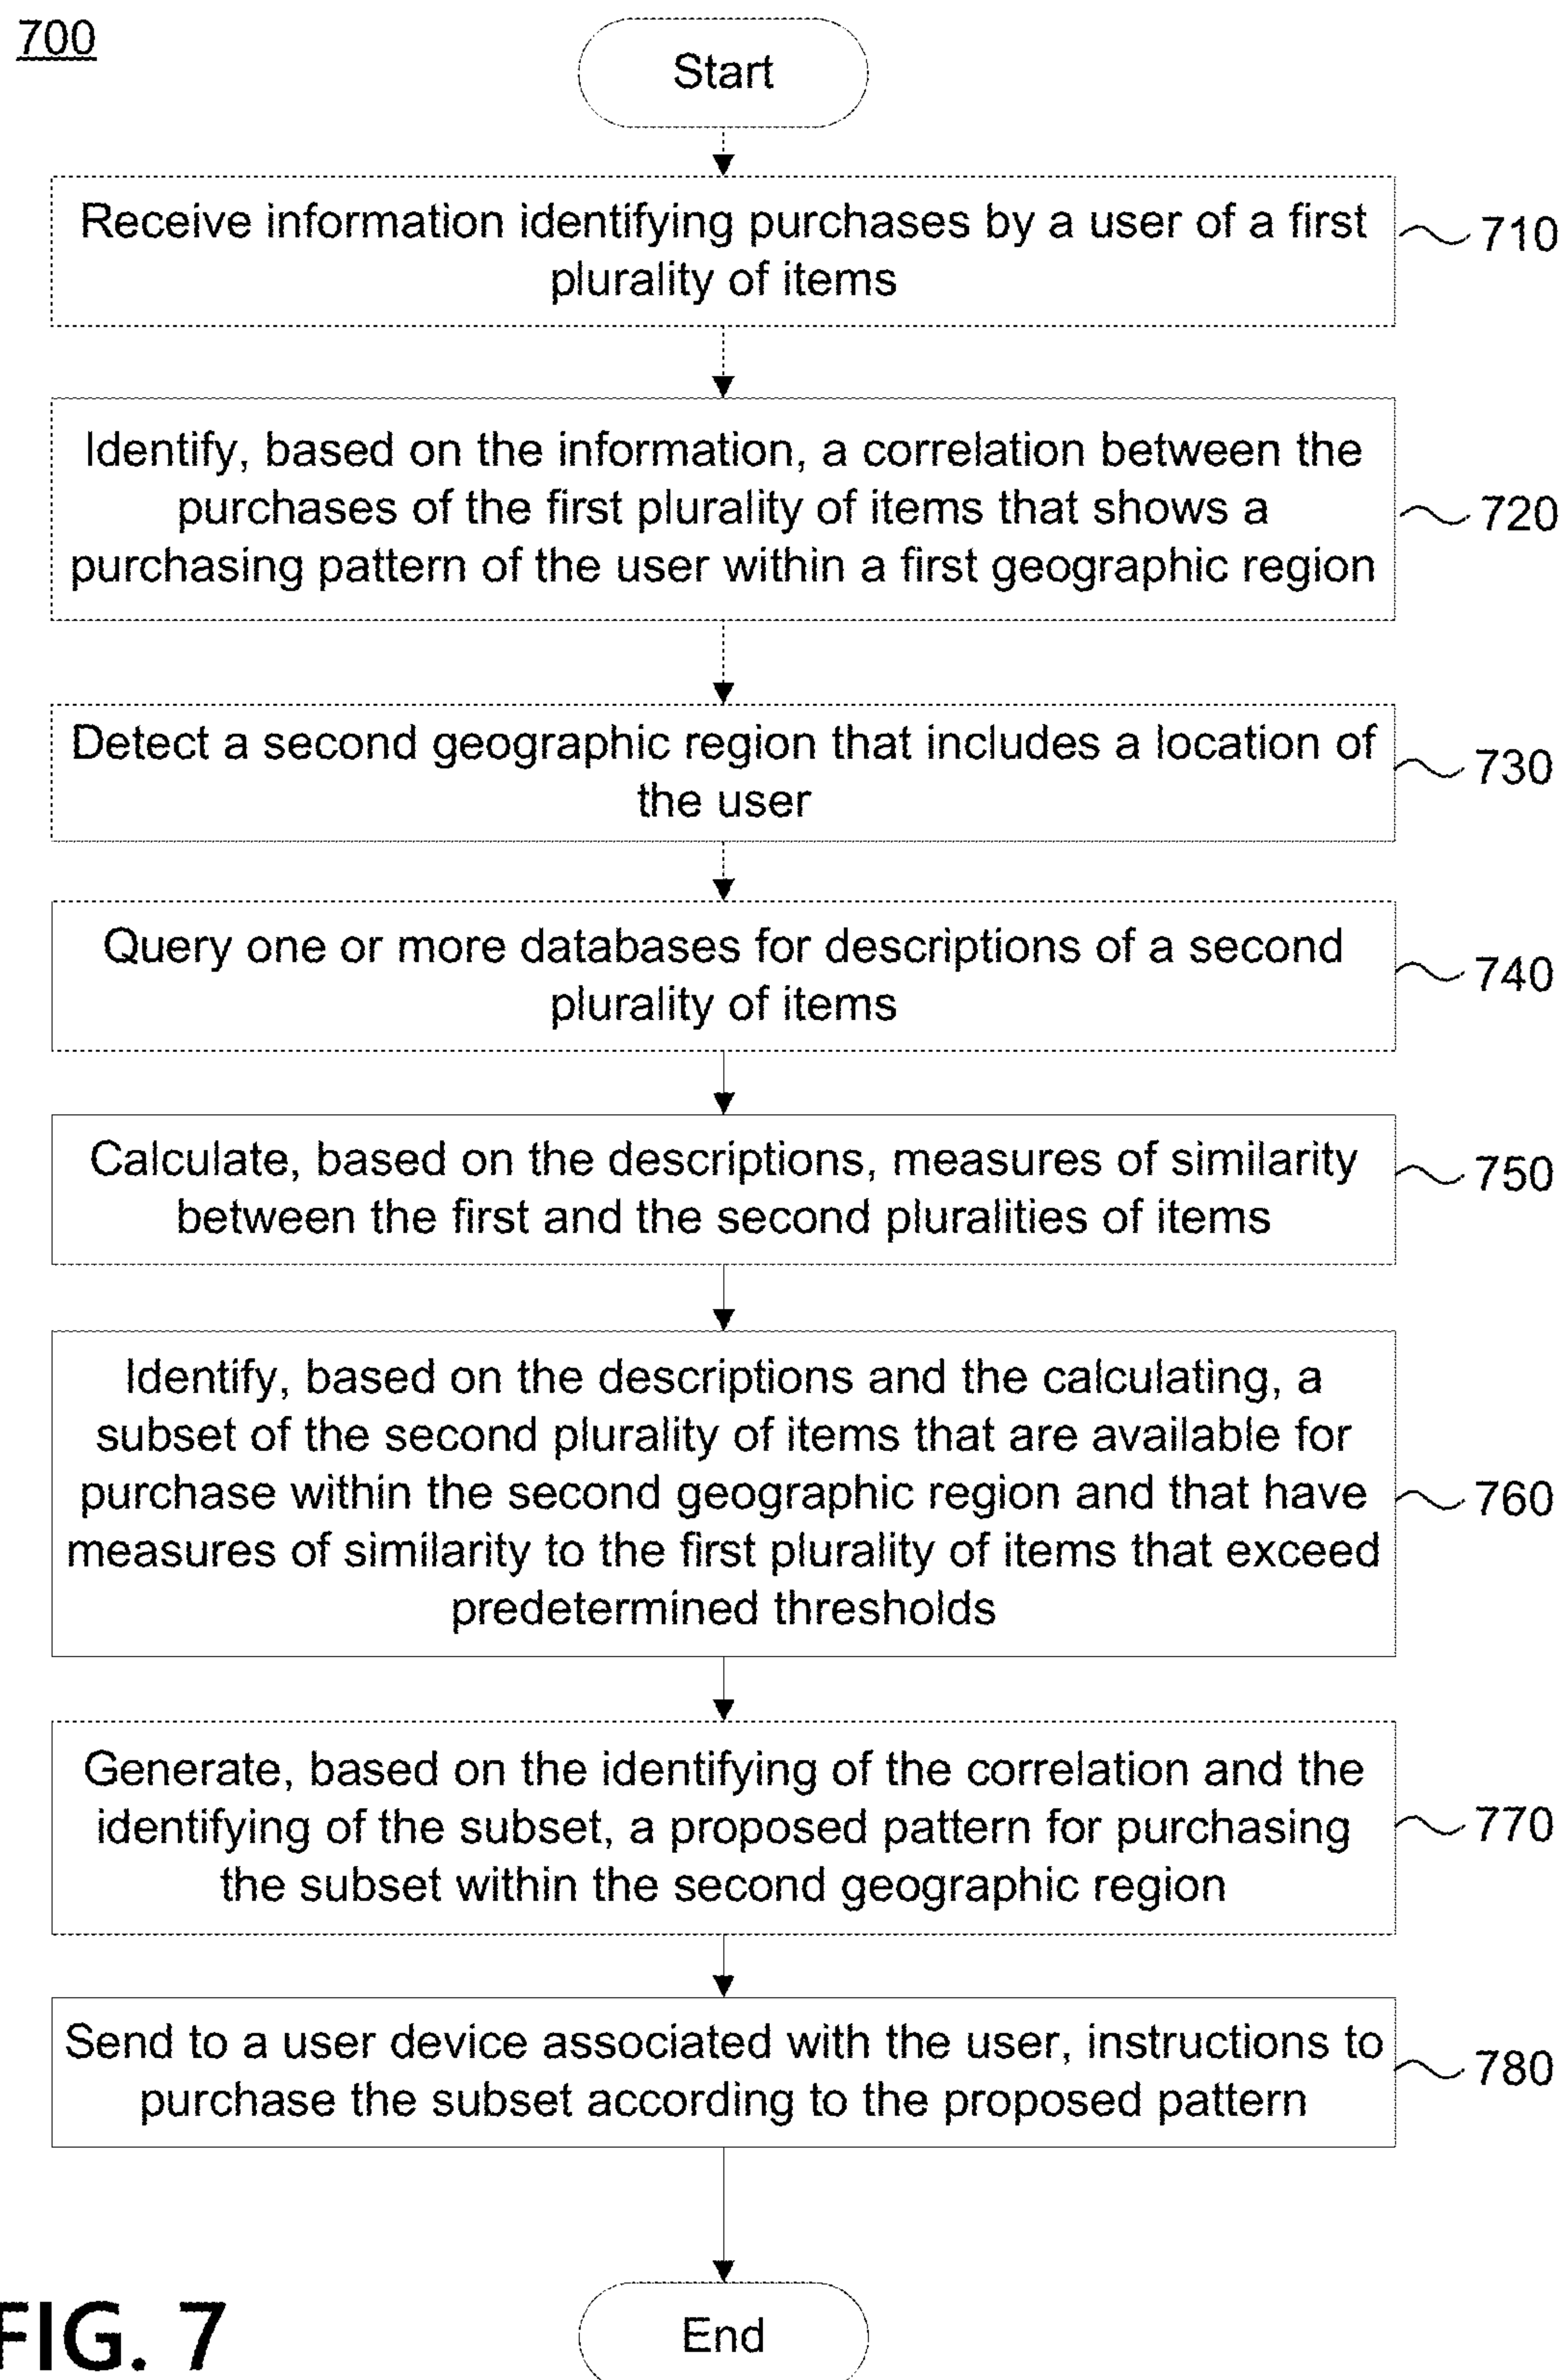 700
Start
Receive information identifying purchases by a user of a first
plurality of items
710
Identify, based on the information, a correlation between the
purchases of the first plurality of items that shows a
purchasing pattern of the user within a first geographic region
720
Detect a second geographic region that includes a location of
the user
730
Query one or more databases for descriptions of a second
plurality of items
740
Calculate, based on the descriptions, measures of similarity
between the first and the second pluralities of items
750
Identify, based on the descriptions and the calculating, a
subset of the second plurality of items that are available for
purchase within the second geographic region and that have
measures of similarity to the first plurality of items that exceed
predetermined thresholds
760
Generate, based on the identifying of the correlation and the
identifying of the subset, a proposed pattern for purchasing
the subset within the second geographic region
770
Send to a user device associated with the user, instructions to
purchase the subset according to the proposed pattern
780
End
FIG. 7